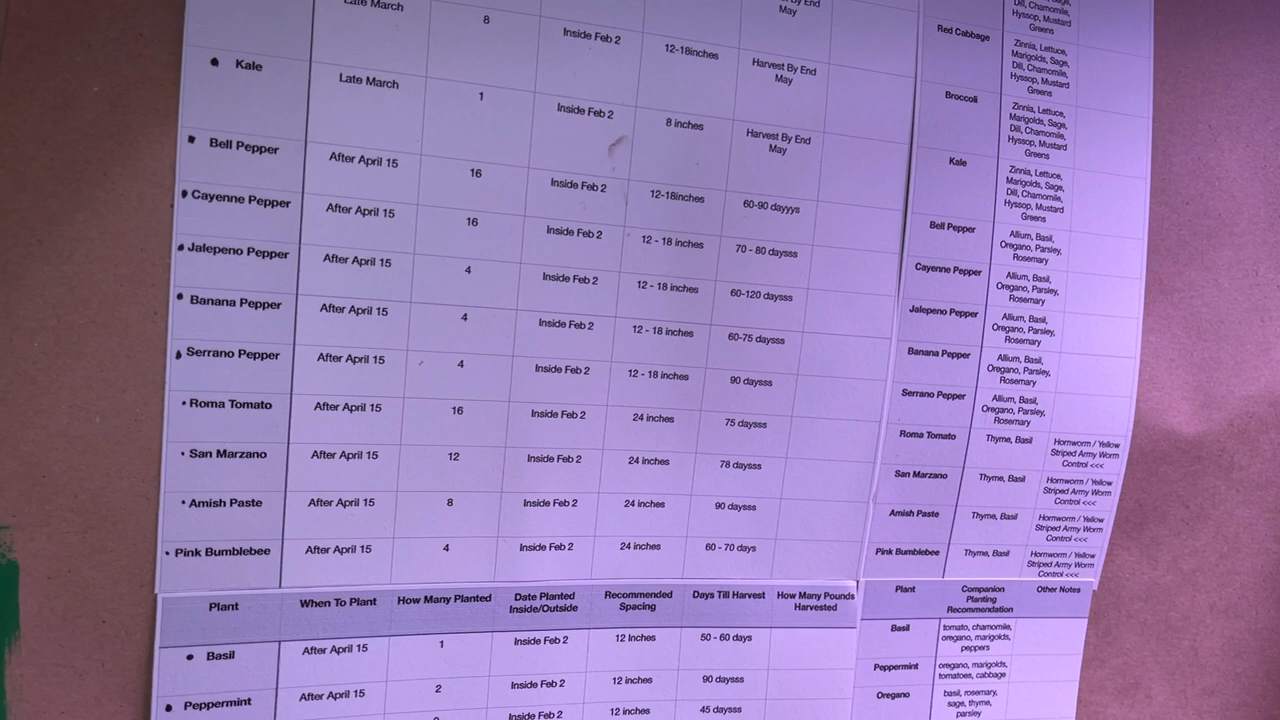 Late March
8
Inside Feb 2
12-18inches
Harvest By End
May
Kale
Late March
1
Inside Feb 2
8 inches
Harvest By End
May
Bell Pepper
After April 15
16
Inside Feb 2
12-18inches
60-90 dayyys
Cayenne Pepper
After April 15
16
Inside Feb 2
12 - 18 inches
70 - 80 daysss
Jalepeno Pepper
After April 15
4
Inside Feb 2
12 - 18 inches
60-120 daysss
Banana Pepper
After April 15
4
Inside Feb 2
12 - 18 inches
60-75 daysss
Serrano Pepper
After April 15
4
Inside Feb 2
12 - 18 inches
90 daysss
Roma Tomato
After April 15
16
Inside Feb 2
24 inches
75 daysss
San Marzano
After April 15
12
Inside Feb 2
24 inches
78 daysss
Amish Paste
After April 15
8
Inside Feb 2
24 inches
90 daysss
Pink Bumblebee
After April 15
4
Inside Feb 2
24 inches
60 - 70 days
Plant
When To Plant
How Many Planted
Date Planted
Inside/Outside
Recommended
Spacing
Days Till Harvest
How Many Pounds
Harvested
Basil
After April 15
1
Inside Feb 2
12 Inches
50 - 60 days
Peppermint
After April 15
2
Inside Feb 2
12 inches
90 daysss
Inside Feb 2
12 inches
45 daysss
By End
May
Dill, Chamomile,
Hyssop, Mustard
Greens
Red Cabbage
Zinnia, Lettuce,
Marigolds, Sage,
Dill, Chamomile,
Hyssop, Mustard
Greens
Broccoli
Zinnia, Lettuce,
Marigolds, Sage,
Dill, Chamomile,
Hyssop, Mustard
Greens
Kale
Zinnia, Lettuce,
Marigolds, Sage,
Dill, Chamomile,
Hyssop, Mustard
Greens
Bell Pepper
Allium, Basil,
Oregano, Parsley,
Rosemary
Cayenne Pepper
Allium, Basil,
Oregano, Parsley,
Rosemary
Jalepeno Pepper
Allium, Basil,
Oregano, Parsley,
Rosemary
Banana Pepper
Allium, Basil,
Oregano, Parsley,
Rosemary
Serrano Pepper
Allium, Basil,
Oregano, Parsley,
Rosemary
Roma Tomato
Thyme, Basil
Hornworm / Yellow
Striped Army Worm
Control <<<
San Marzano
Thyme, Basil
Hornworm / Yellow
Striped Army Worm
Control <<<
Amish Paste
Thyme, Basil
Hornworm / Yellow
Striped Army Worm
Control <<<
Pink Bumblebee
Thyme, Basil
Hornworm / Yellow
Striped Army Worm
Control <<<
Plant
Companion
Planting
Recommendation
Other Notes
Basil
tomato, chamomile,
oregano, marigolds,
peppers
Peppermint
oregano, marigolds,
tomatoes, cabbage
Oregano
basil, rosemary,
sage, thyme,
parsley